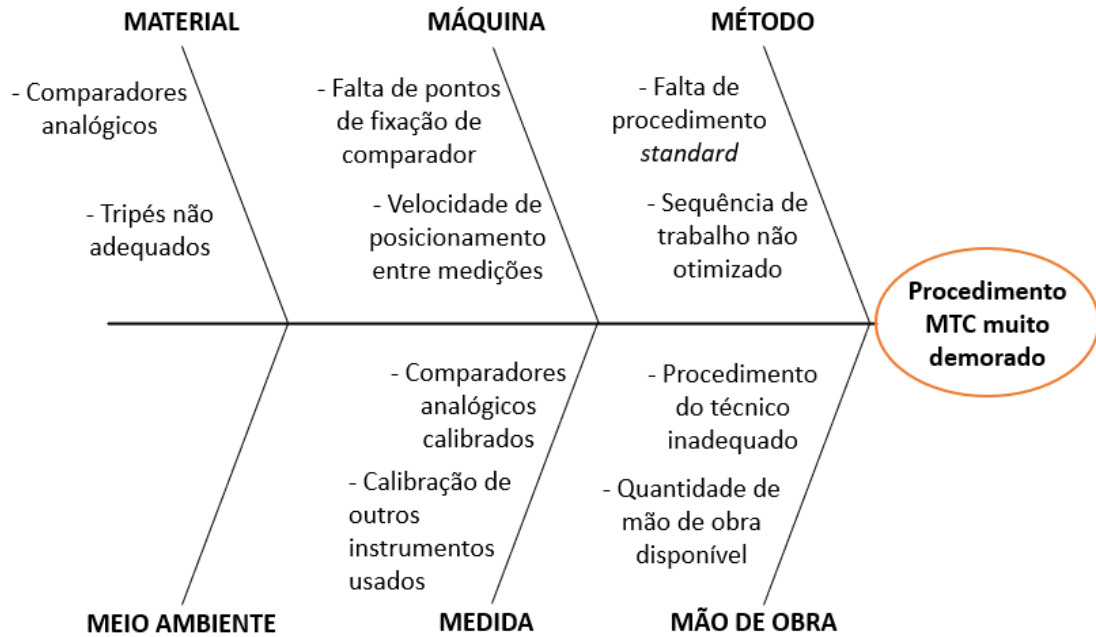 MATERIAL
MÁQUINA
MÉTODO
- Comparadores
analógicos
- Tripés não
adequados
- Falta de pontos
de fixação de
comparador
- Velocidade de
posicionamento
entre medições
- Falta de
procedimento
standard
- Sequência de
trabalho não
otimizado
Procedimento
MTC muito
demorado
- Comparadores
analógicos
calibrados
- Calibração de
outros
instrumentos
usados
- Procedimento
do técnico
inadequado
- Quantidade de
mão de obra
disponível
MEIO AMBIENTE
MEDIDA
MÃO DE OBRA